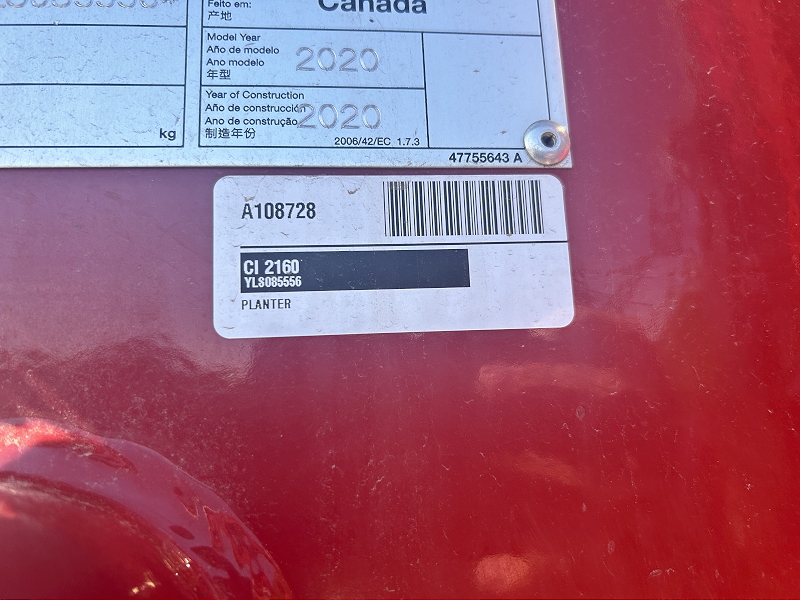 Feito em:
产地
Canada
Model Year
Año de modelo
Ano modelo
年型
2020
Year of Construction
Año de construcción
Ano de construção
制造年份
2020
kg
2006/42/EC 1.7.3
47755643 A
A108728
CI 2160
YLS085556
PLANTER